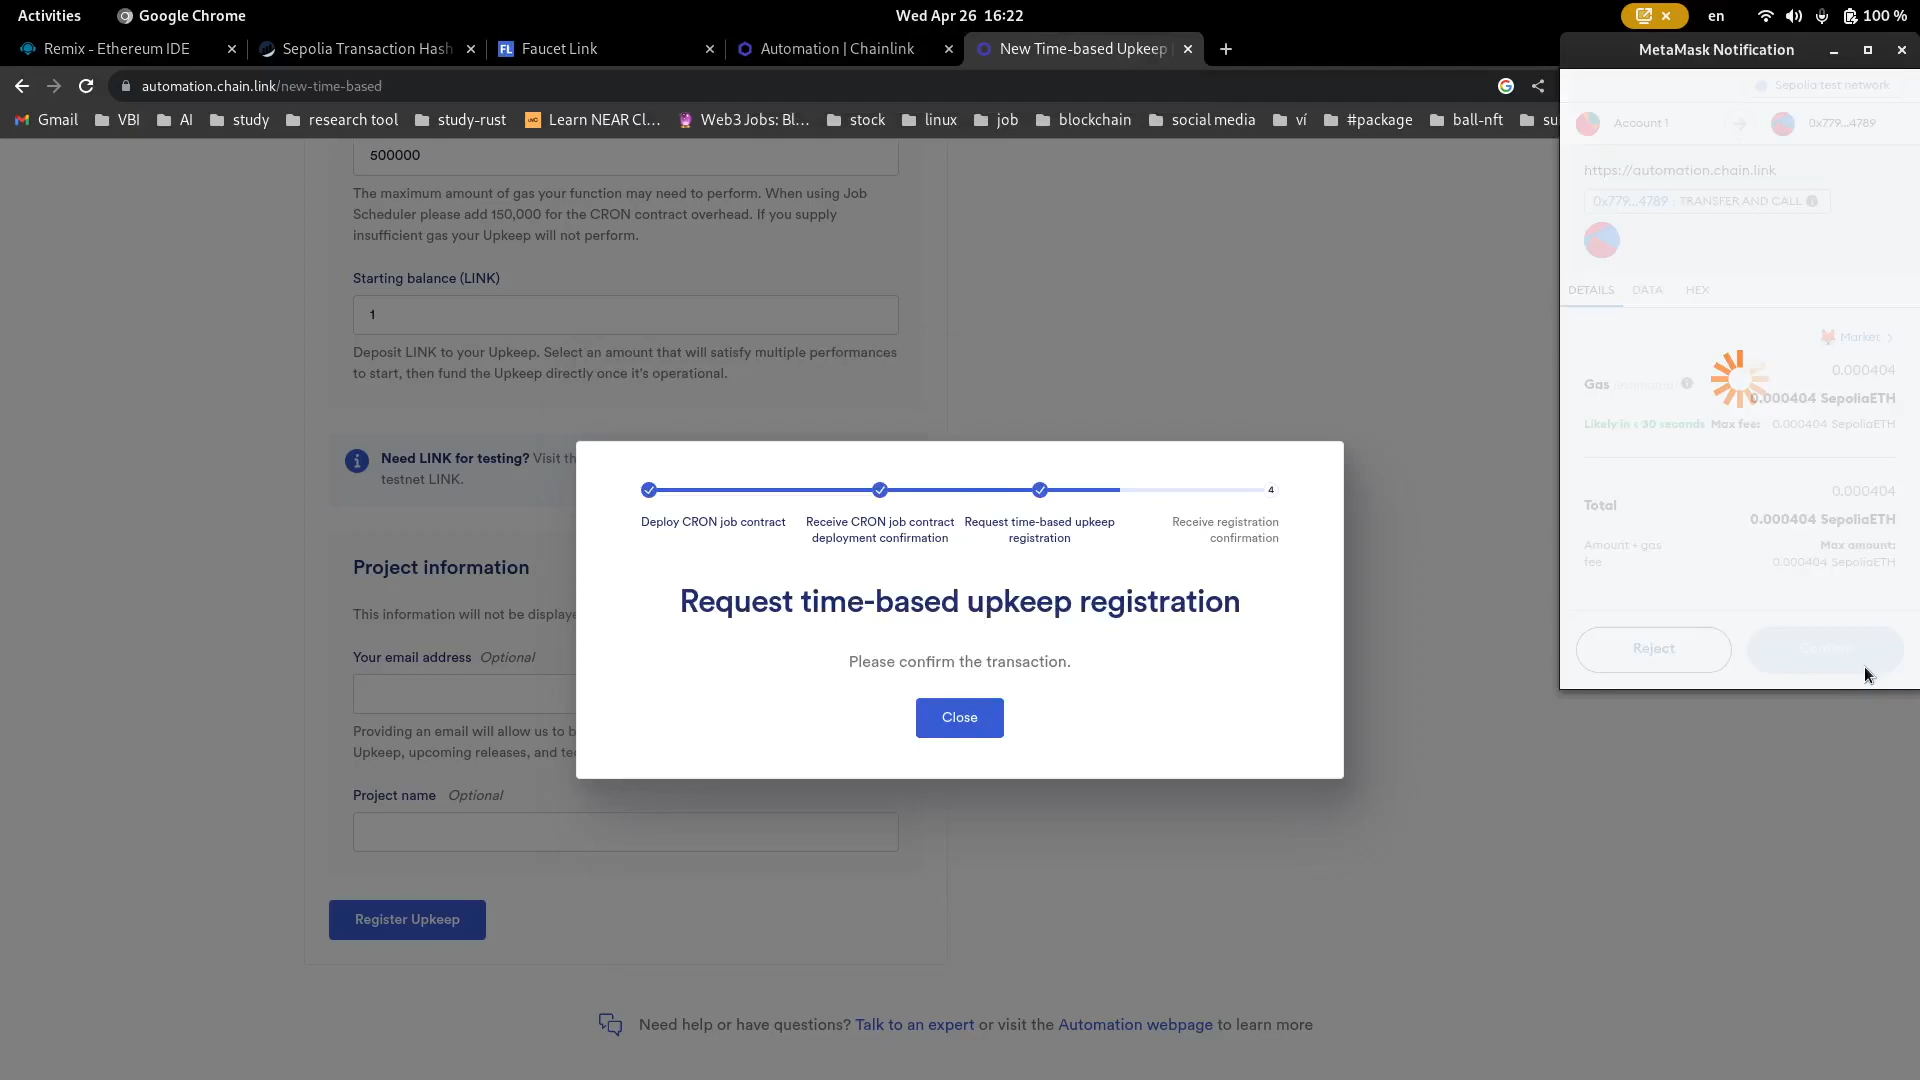 Activities
Google Chrome
Wed Apr 26 16:22
en
100 %
Remix - Ethereum IDE
Sepolia Transaction Hash
FL Faucet Link
Automation | Chainlink
New Time-based Upkeep
MetaMask Notification
automation.chain.link/new-time-based
Gmail
VBI
AI
study
research tool
study-rust
Learn NEAR Cl...
Web3 Jobs: Bl...
stock
linux
job
blockchain
social media
ví
#package
ball-nft
su
500000
The maximum amount of gas your function may need to perform. When using Job
Scheduler please add 150,000 for the CRON contract overhead. If you supply
insufficient gas your Upkeep will not perform.
Starting balance (LINK)
1
Deposit LINK to your Upkeep. Select an amount that will satisfy multiple performances
to start, then fund the Upkeep directly once it's operational.
Need LINK for testing? Visit th
testnet LINK.
Project information
This information will not be displaye
Your email address Optional
Providing an email will allow us to b
Upkeep, upcoming releases, and te
Project name Optional
Register Upkeep
4
Deploy CRON job contract
Receive CRON job contract
deployment confirmation
Request time-based upkeep
registration
Receive registration
confirmation
Request time-based upkeep registration
Please confirm the transaction.
Close
Need help or have questions? Talk to an expert or visit the Automation webpage to learn more
Sepolia test network
Account 1
0x779...4789
https://automation.chain.link
0x779...4789 : TRANSFER AND CALL
DETAILS
DATA
HEX
Market >
0.000404
Gas (estimated)
0.000404 SepoliaETH
Likely in < 30 seconds Max fee: 0.000404 SepoliaETH
0.000404
Total
0.000404 SepoliaETH
Amount + gas
fee
Max amount:
0.000404 SepoliaETH
Reject